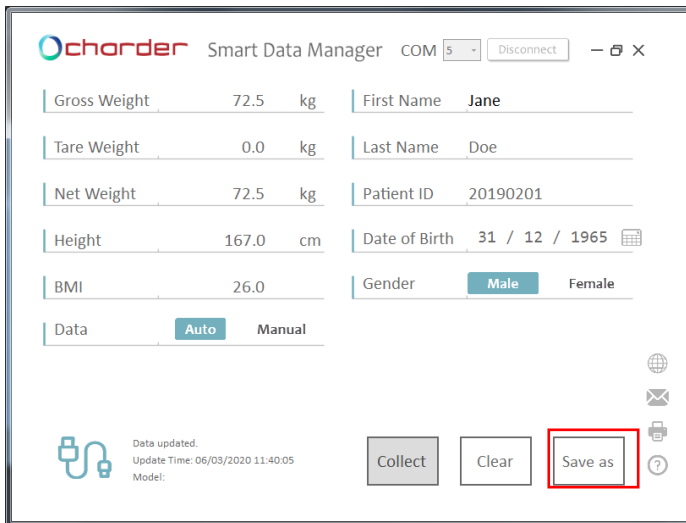 charder Smart Data Manager COM 5 Disconnect
Gross Weight 72.5 kg
Tare Weight 0.0 kg
Net Weight 72.5 kg
Height 167.0 cm
BMI 26.0
Data Auto Manual
First Name Jane
Last Name Doe
Patient ID 20190201
Date of Birth 31 / 12 / 1965
Gender Male Female
Data updated.
Update Time: 06/03/2020 11:40:05
Model:
Collect Clear Save as